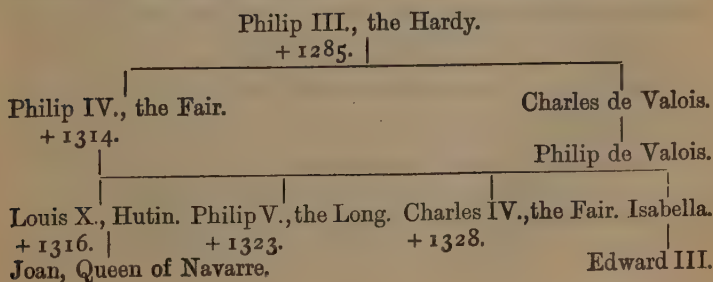 Philip III., the Hardy.
+ 1285.
Philip IV., the Fair. Charles de Valois.
+ 1314.
Philip de Valois.
Louis X., Hutin. Philip V., the Long. Charles IV., the Fair. Isabella.
+ 1316. + 1323. + 1328.
Joan, Queen of Navarre. Edward III.